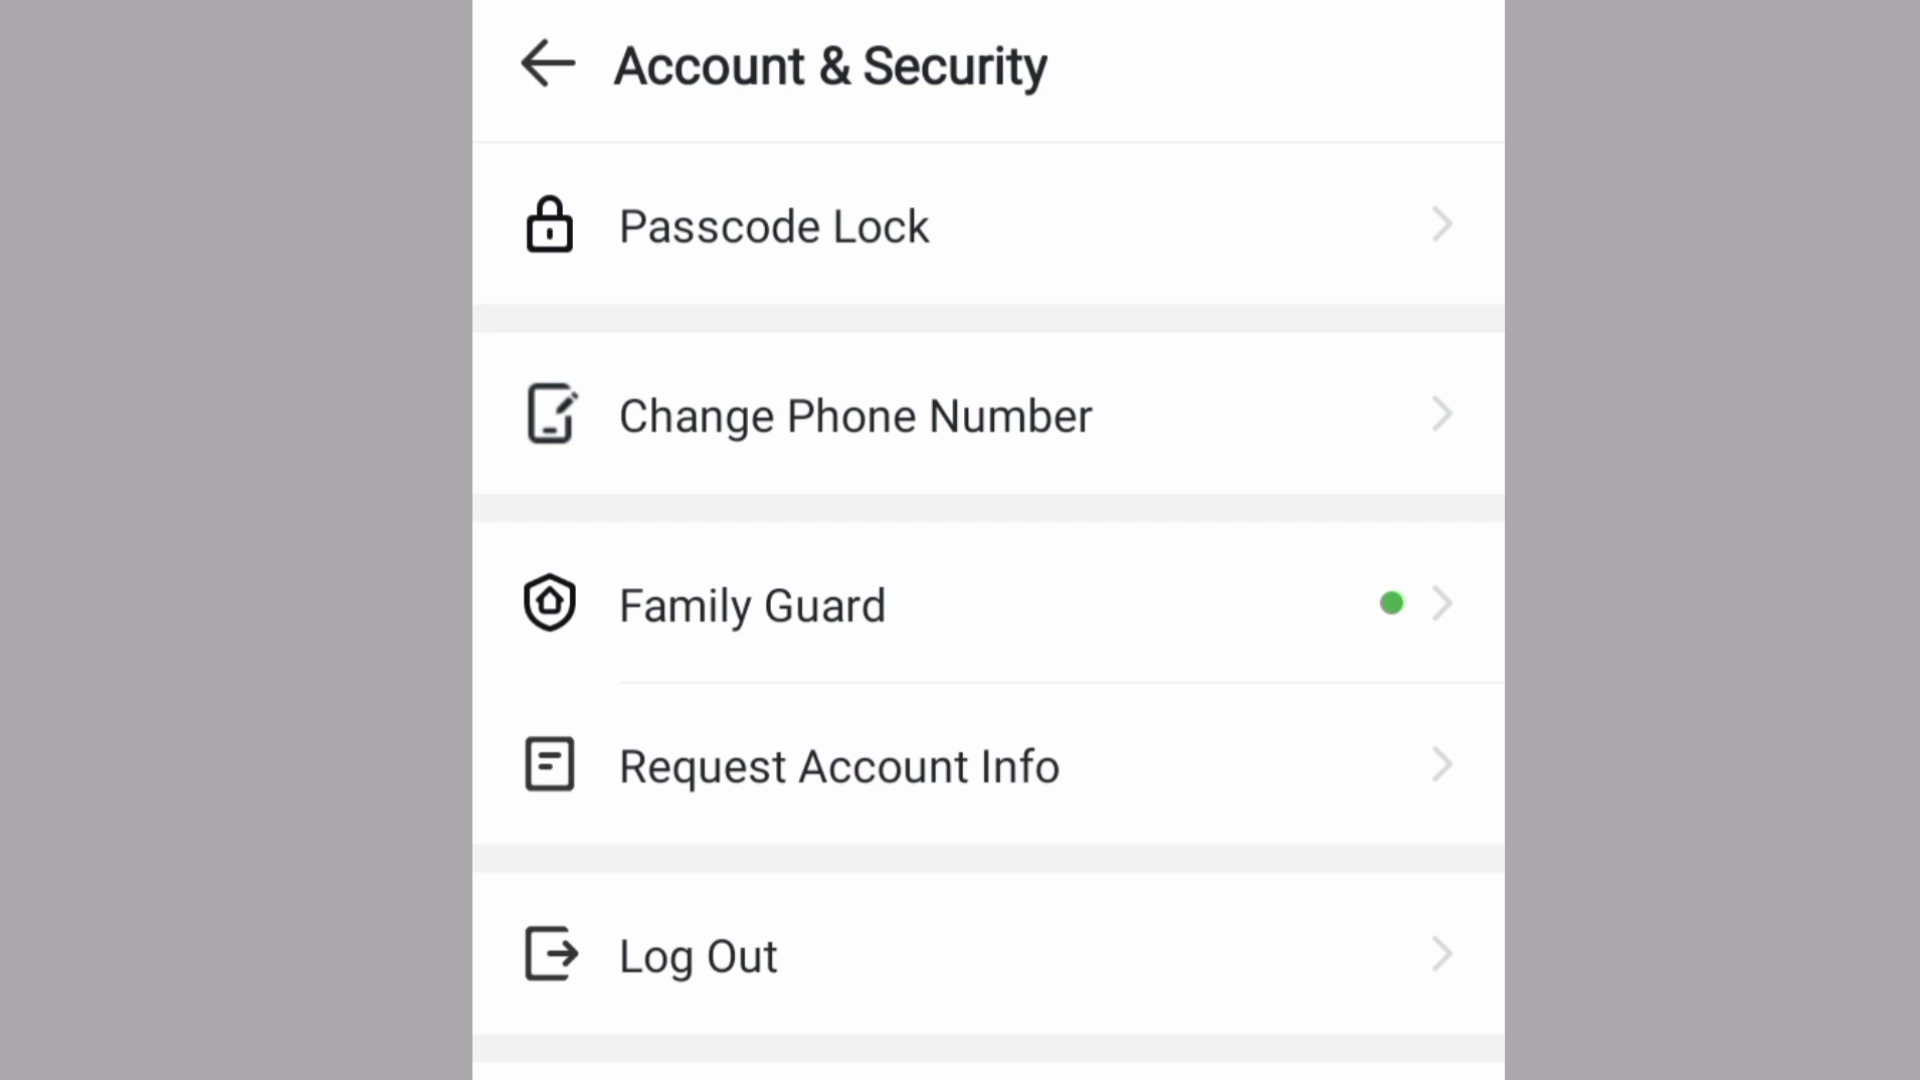 Account & Security
Passcode Lock
Change Phone Number
Family Guard
Request Account Info
Log Out